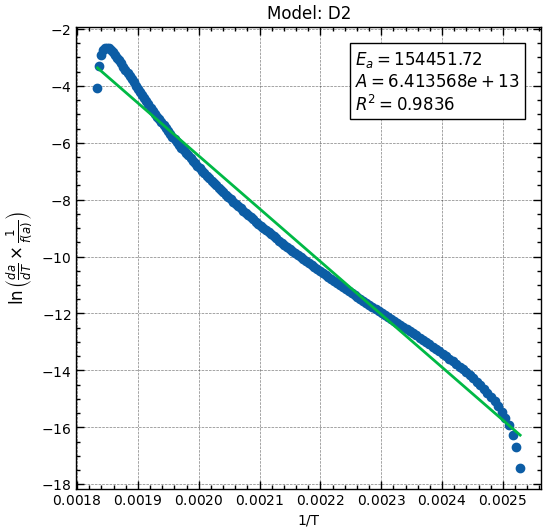 Model: D2
E_a = 154451.72
A = 6.413568e + 13
R^2 = 0.9836
−2
−4
−6
−8
−10
−12
−14
−16
−18
ln (da/dT × 1/f(a))
0.0018 0.0019 0.0020 0.0021 0.0022 0.0023 0.0024 0.0025
1/T